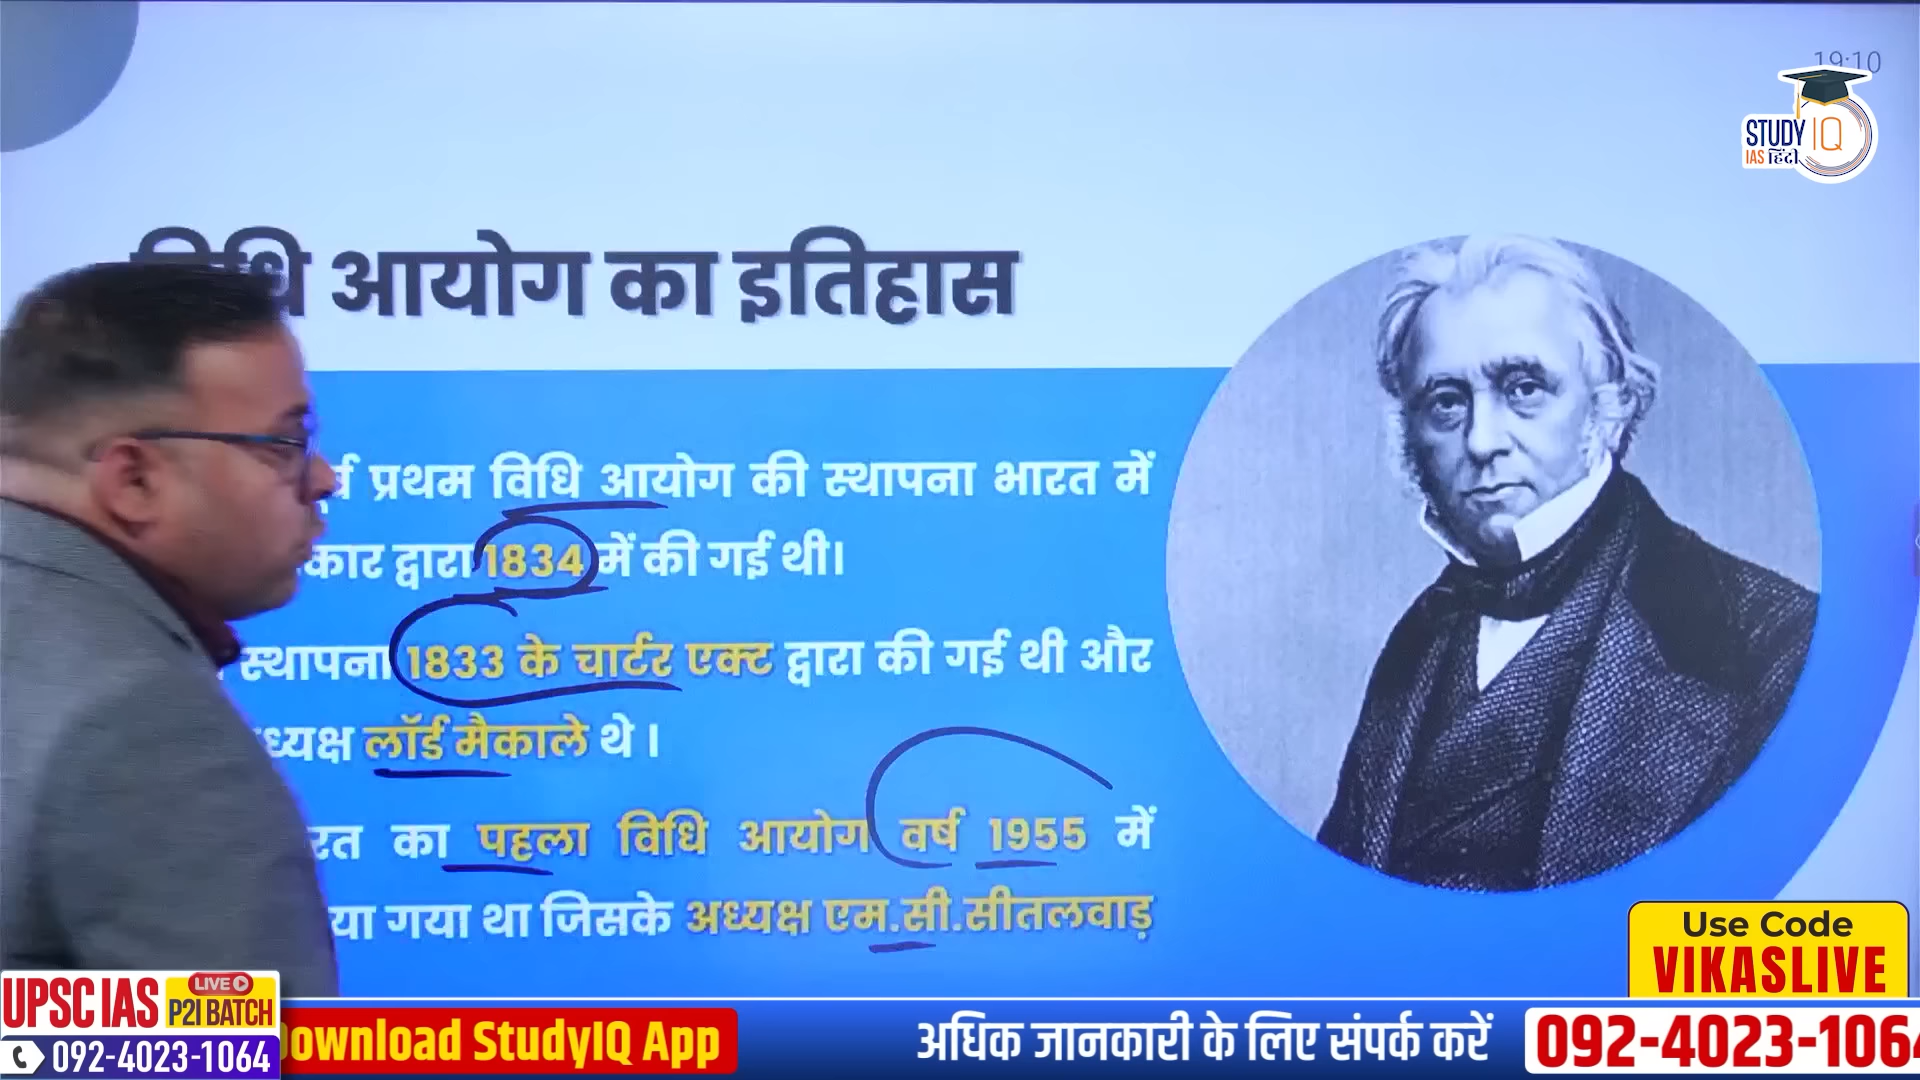 19:10
STUDY IQ
IAS हिंदी
विधि आयोग का इतिहास
प्रथम विधि आयोग की स्थापना भारत में
द्वारा 1834 में की गई थी।
स्थापना 1833 के चार्टर एक्ट द्वारा की गई थी और
लॉर्ड मैकाले थे ।
का पहला विधि आयोग वर्ष 1955 में
गया था जिसके अध्यक्ष एम.सी.सीतलवाड़
Use Code
VIKASLIVE
UPSC IAS LIVE P2I BATCH
092-4023-1064
Download StudyIQ App
अधिक जानकारी के लिए संपर्क करें
092-4023-1064